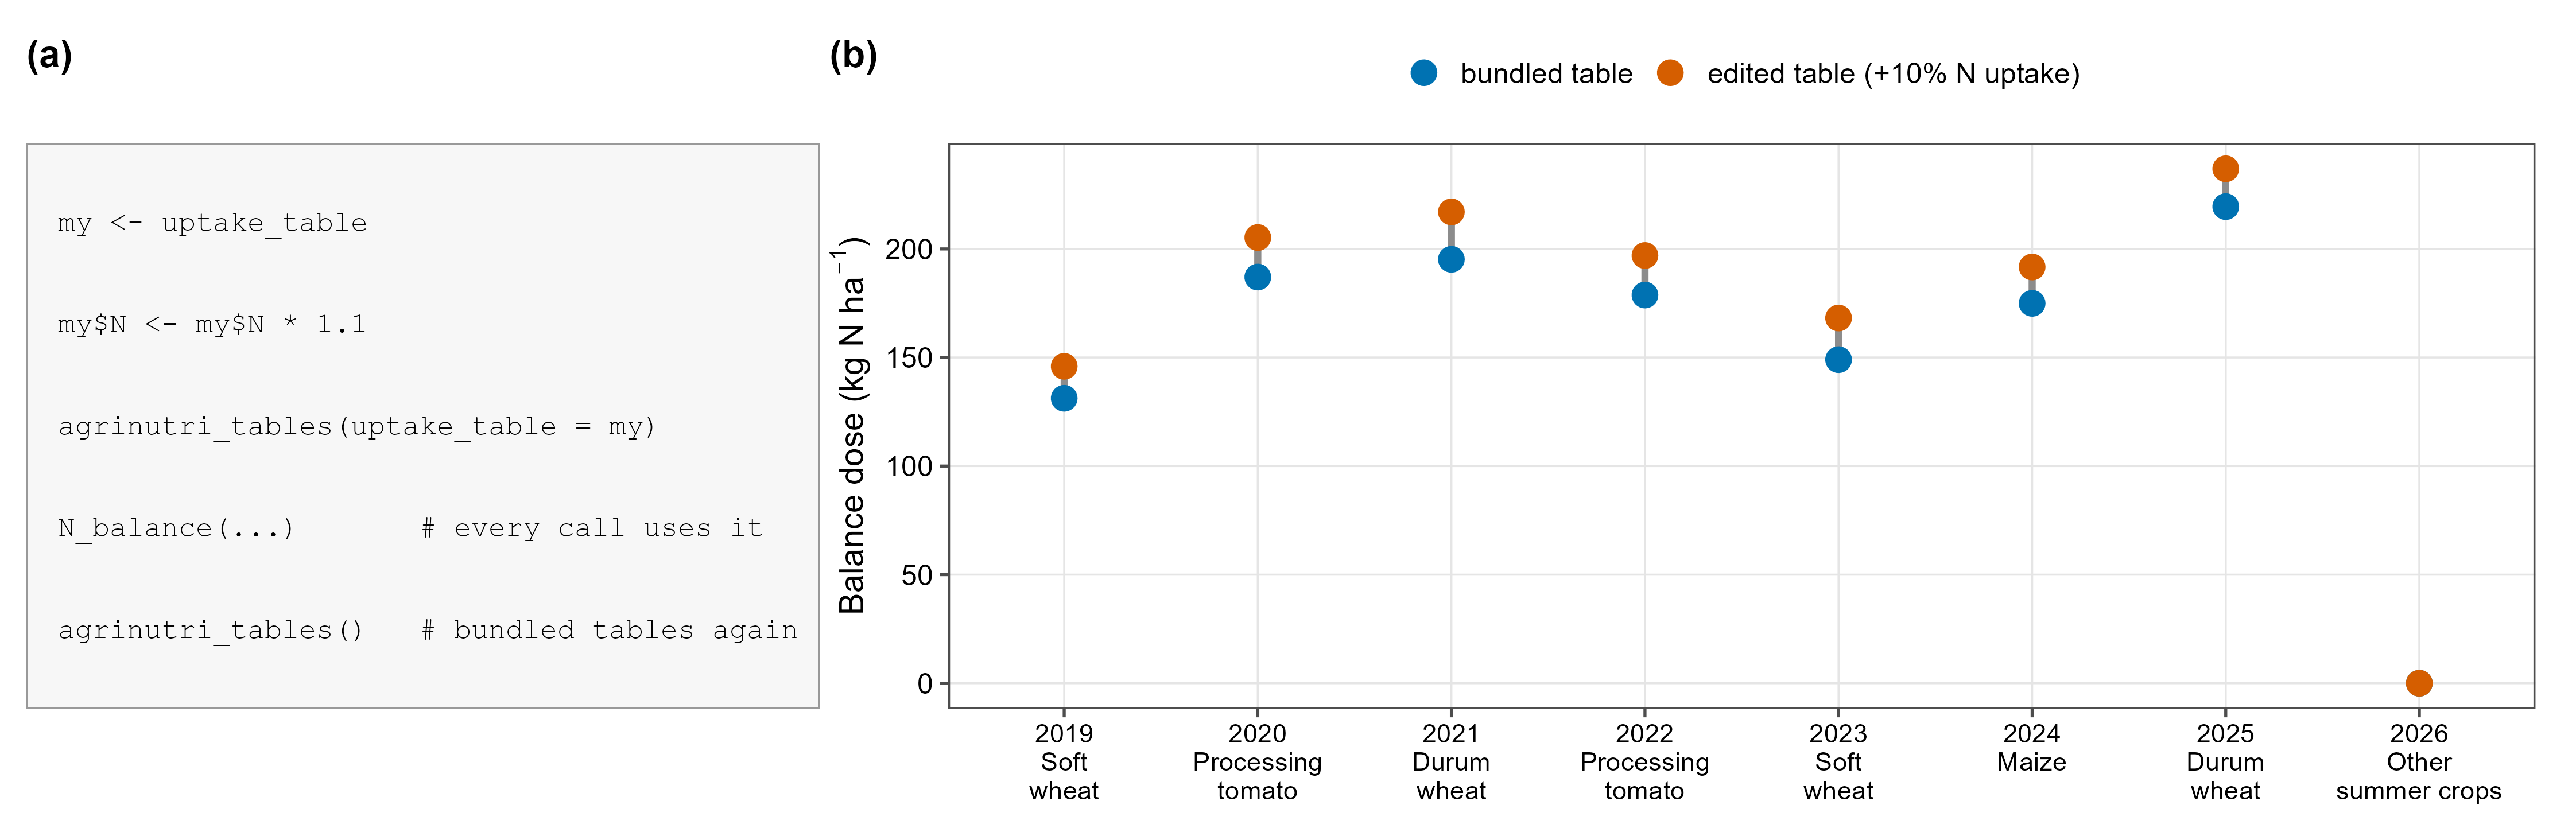 (a)
my <- uptake_table
my$N <- my$N * 1.1
agrinutri_tables(uptake_table = my)
N_balance(...)       # every call uses it
agrinutri_tables()   # bundled tables again
(b)
bundled table
edited table (+10% N uptake)
Balance dose (kg N ha⁻¹)
200
150
100
50
0
2019
Soft
wheat
2020
Processing
tomato
2021
Durum
wheat
2022
Processing
tomato
2023
Soft
wheat
2024
Maize
2025
Durum
wheat
2026
Other
summer crops